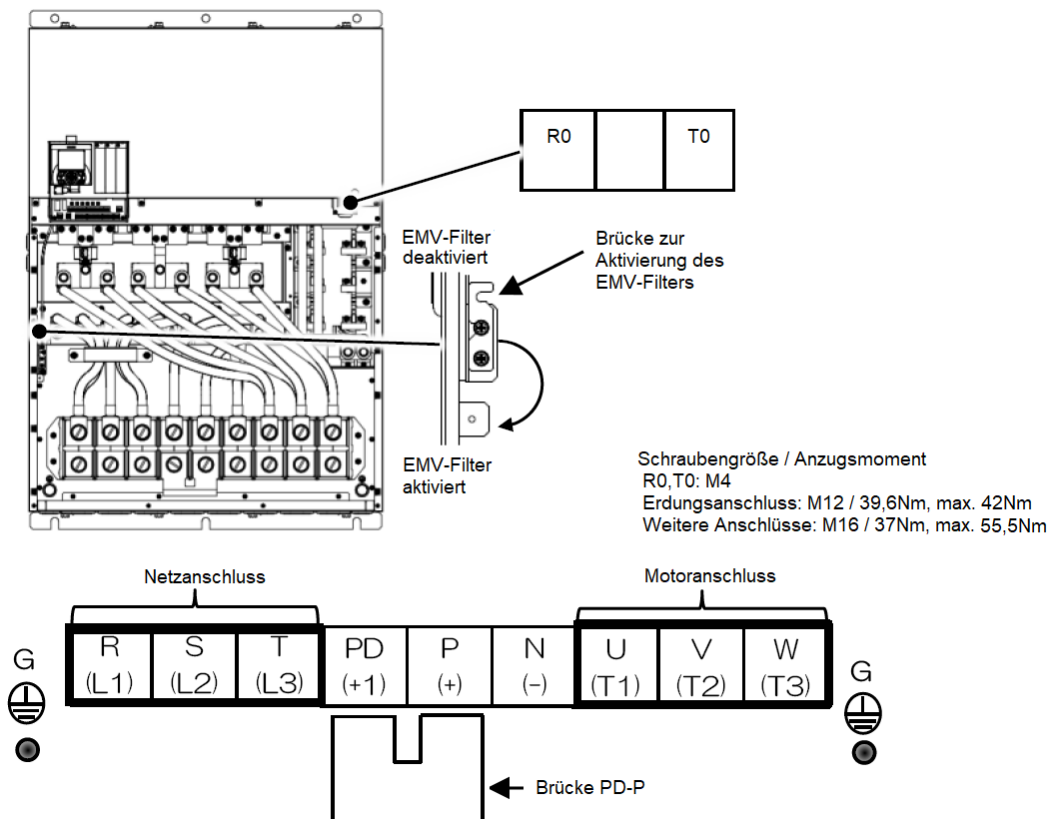 R0 T0
EMV-Filter
deaktiviert
Brücke zur
Aktivierung des
EMV-Filters
EMV-Filter
aktiviert
Schraubengröße / Anzugsmoment
R0,T0: M4
Erdungsanschluss: M12 / 39,6Nm, max. 42Nm
Weitere Anschlüsse: M16 / 37Nm, max. 55,5Nm
Netzanschluss
Motoranschluss
G
R S T PD P N U V W
(L1) (L2) (L3) (+1) (+) (-) (T1) (T2) (T3)
G
Brücke PD-P